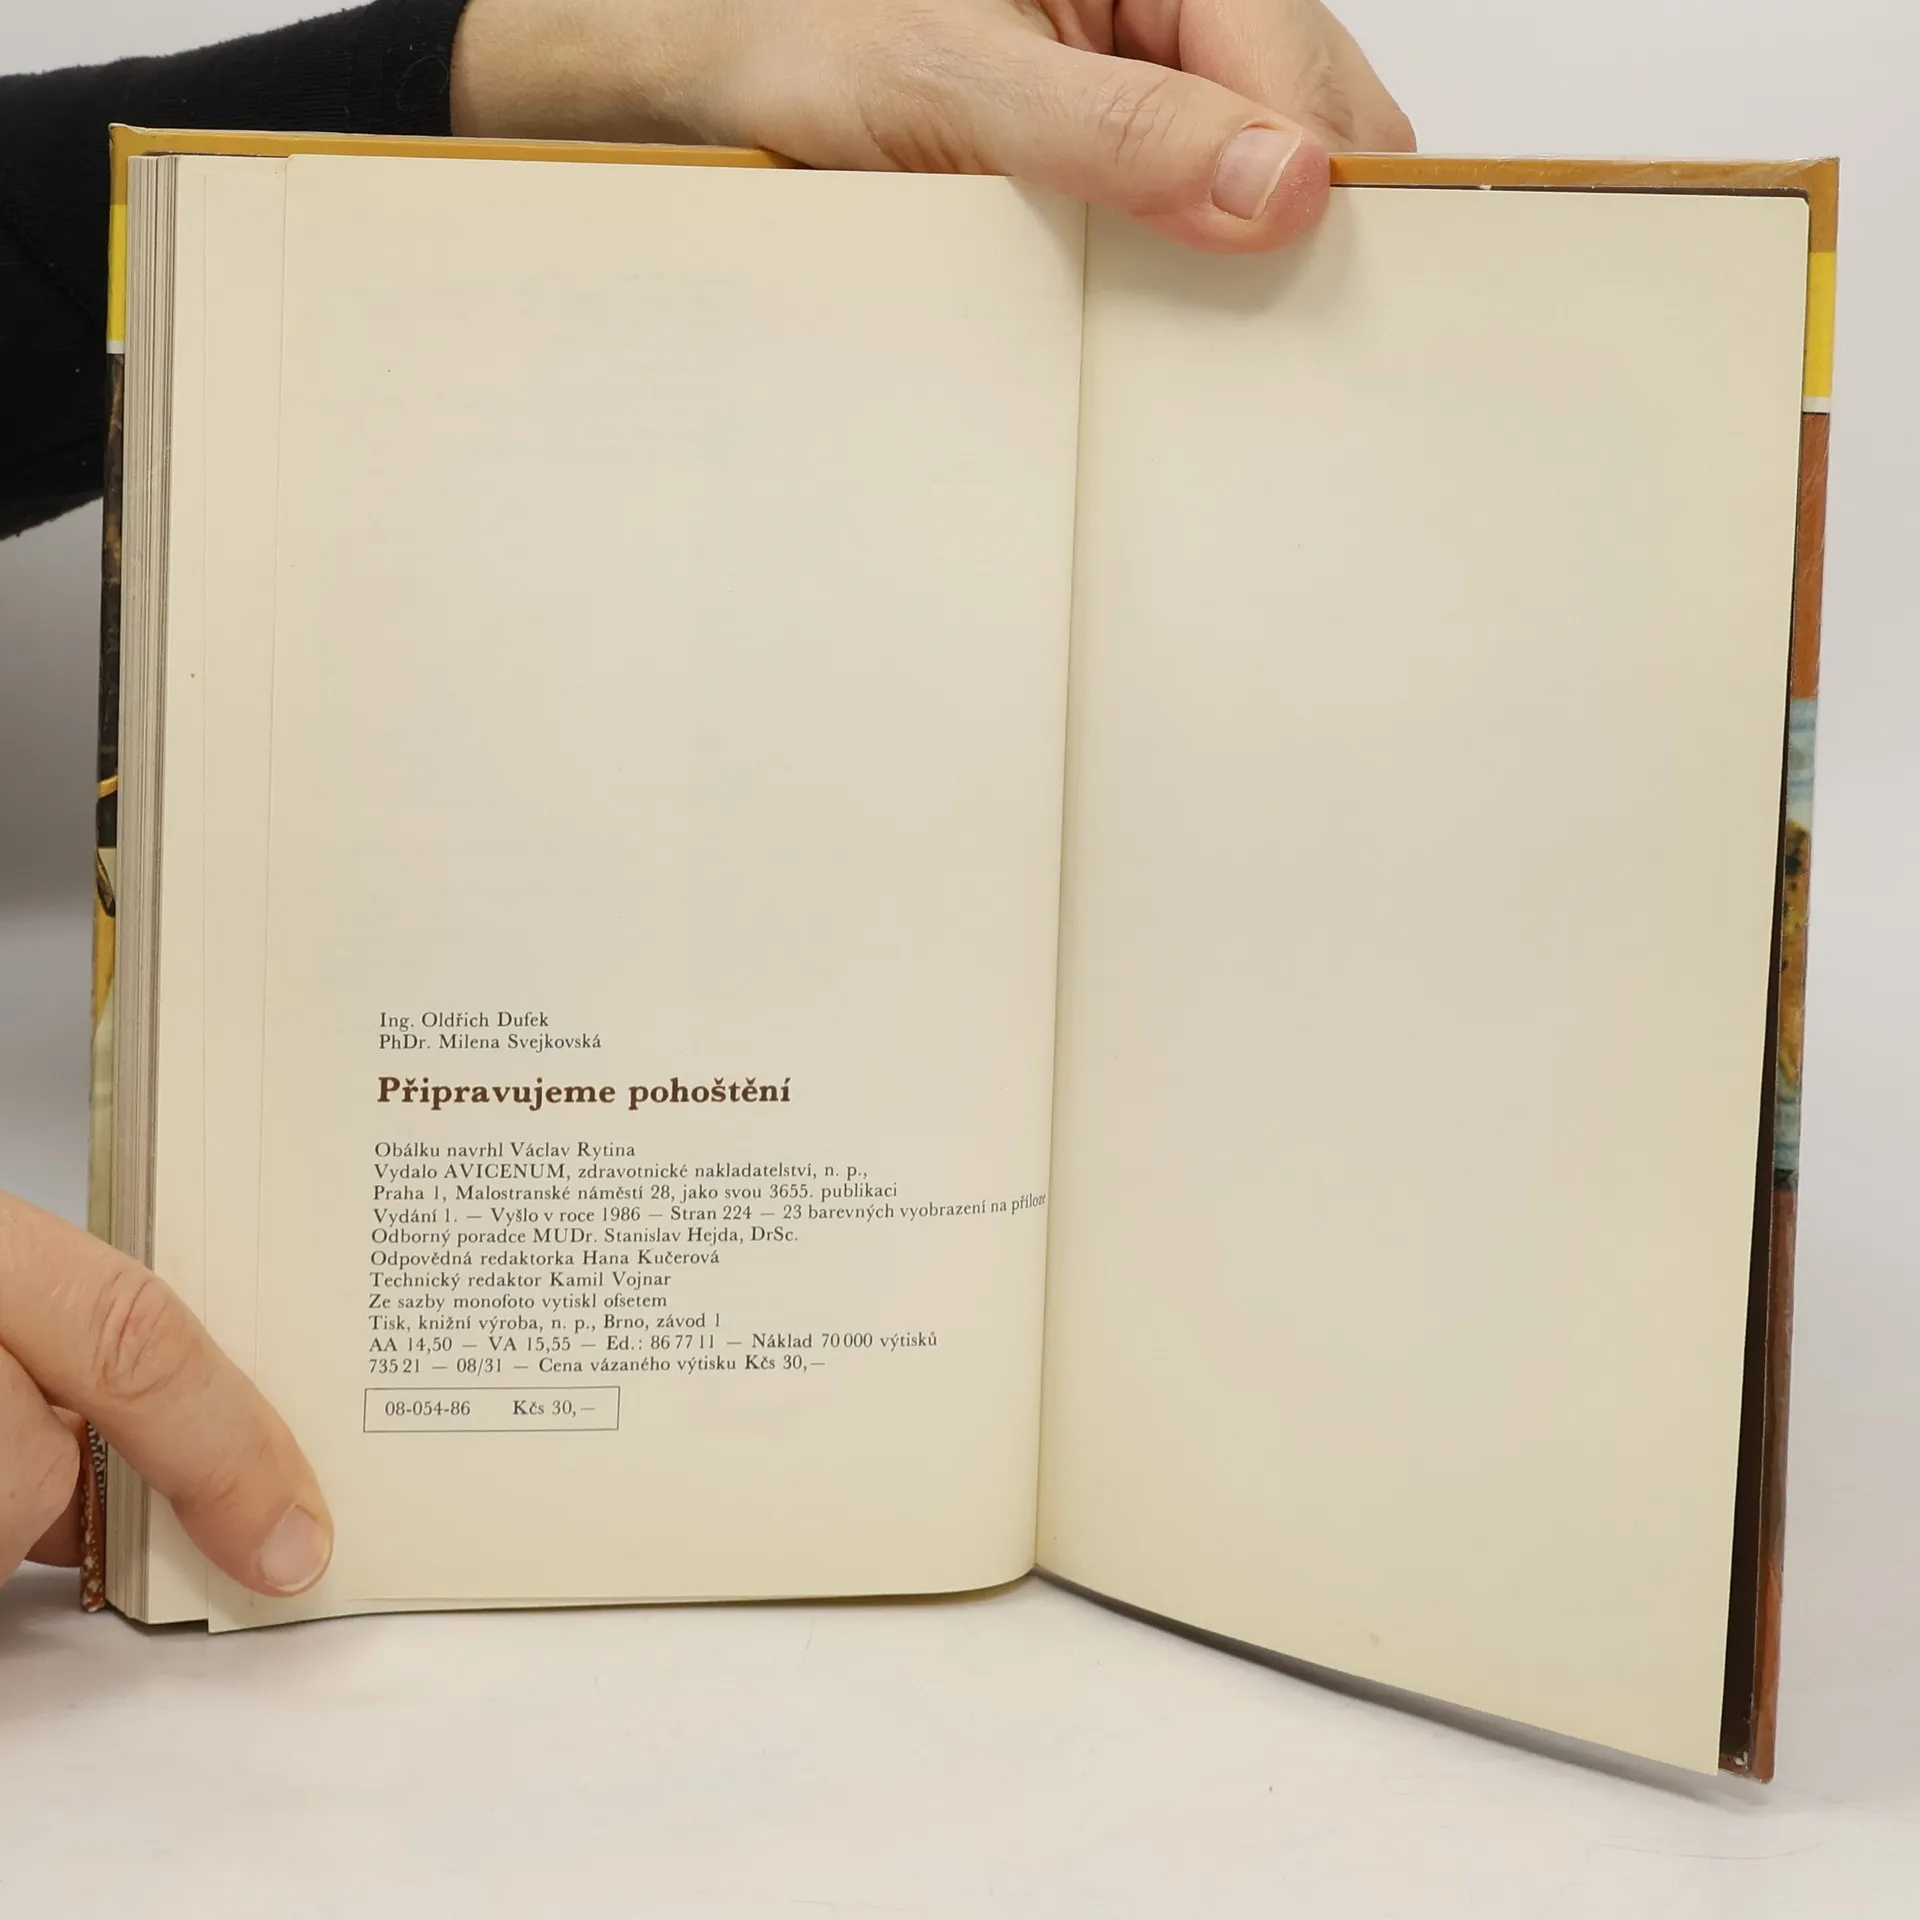 Ing. Oldřich Dufek
PhDr. Milena Svejkovská
Připravujeme pohoštění
Obálku navrhl Václav Rytina
Vydalo AVICENUM, zdravotnické nakladatelství, n. p.,
Praha 1, Malostranské náměstí 28, jako svou 3655. publikaci
Vydání 1. — Vyšlo v roce 1986 — Stran 224 — 23 barevných vyobrazení na příloze
Odborný poradce MUDr. Stanislav Hejda, DrSc.
Odpovědná redaktorka Hana Kučerová
Technický redaktor Kamil Vojnar
Ze sazby monofoto vytiskl ofsetem
Tisk, knižní výroba, n. p., Brno, závod 1
AA 14,50 — VA 15,55 — Ed.: 86 77 11 — Náklad 70 000 výtisků
735 21 — 08/31 — Cena vázaného výtisku Kčs 30,—
08-054-86 Kčs 30,—